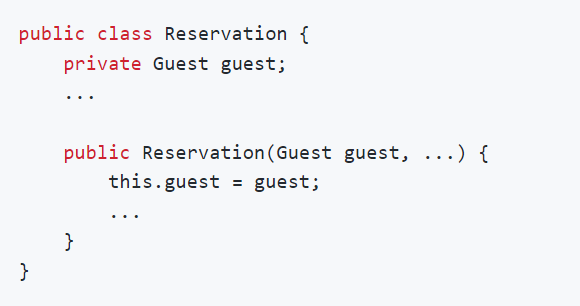 public class Reservation {
    private Guest guest;
    ...

    public Reservation(Guest guest, ...) {
        this.guest = guest;
        ...
    }
}